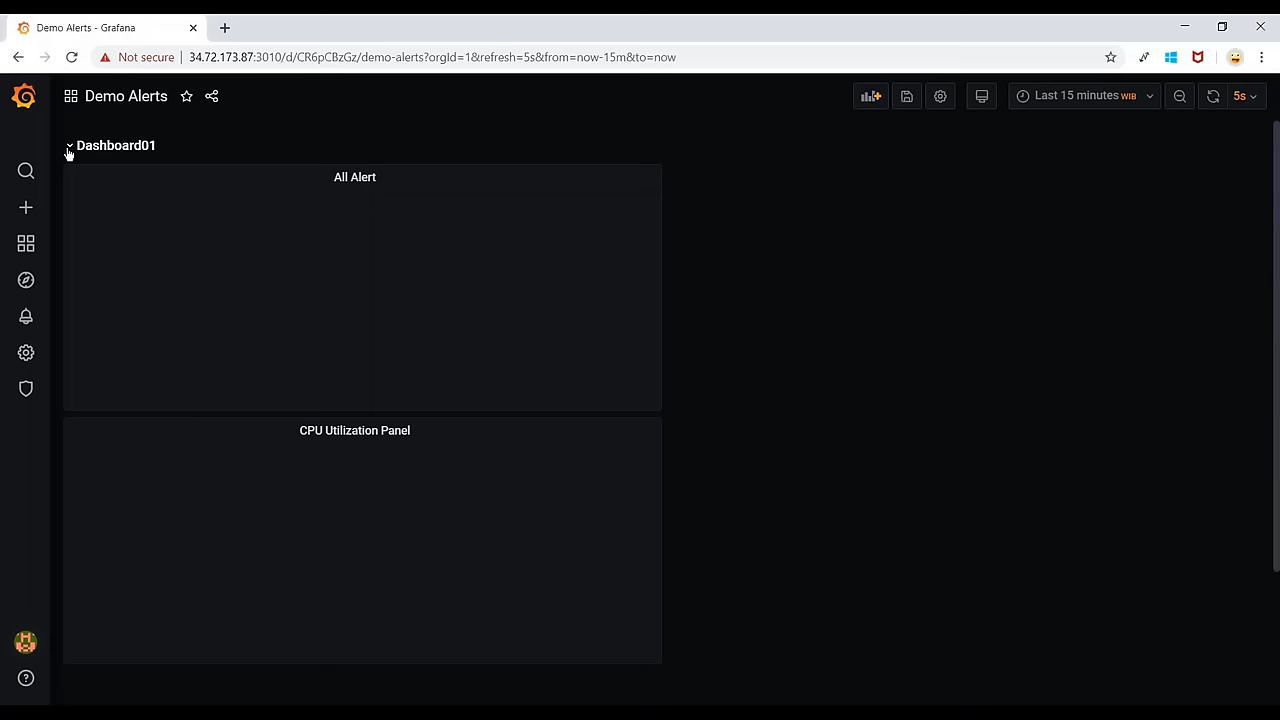 Demo Alerts - Grafana
Not secure
34.72.173.87:3010/d/CR6pCBzGz/demo-alerts?orgId=1&refresh=5s&from=now-15m&to=now
Demo Alerts
Last 15 minutes WIB
5s
Dashboard01
All Alert
CPU Utilization Panel